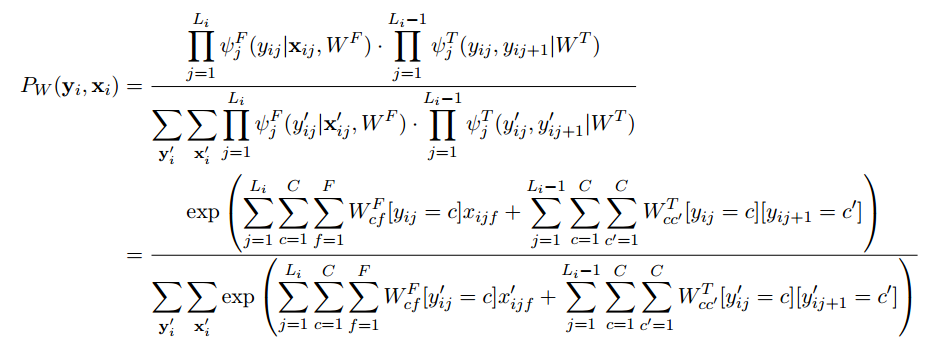 P_W(\mathbf{y}_i, \mathbf{x}_i) = \frac{\prod_{j=1}^{L_i} \psi_j^F(y_{ij}|\mathbf{x}_{ij}, W^F) \cdot \prod_{j=1}^{L_i-1} \psi_j^T(y_{ij}, y_{ij+1}|W^T)}{\sum_{\mathbf{y}'_i} \sum_{\mathbf{x}'_i} \prod_{j=1}^{L_i} \psi_j^F(y'_{ij}|\mathbf{x}'_{ij}, W^F) \cdot \prod_{j=1}^{L_i-1} \psi_j^T(y'_{ij}, y'_{ij+1}|W^T)}
= \frac{\exp\left(\sum_{j=1}^{L_i} \sum_{c=1}^{C} \sum_{f=1}^{F} W_{cf}^F[y_{ij} = c]x_{ijf} + \sum_{j=1}^{L_i-1} \sum_{c=1}^{C} \sum_{c'=1}^{C} W_{cc'}^T[y_{ij} = c][y_{ij+1} = c']\right)}{\sum_{\mathbf{y}'_i} \sum_{\mathbf{x}'_i} \exp\left(\sum_{j=1}^{L_i} \sum_{c=1}^{C} \sum_{f=1}^{F} W_{cf}^F[y'_{ij} = c]x'_{ijf} + \sum_{j=1}^{L_i-1} \sum_{c=1}^{C} \sum_{c'=1}^{C} W_{cc'}^T[y'_{ij} = c][y'_{ij+1} = c']\right)}